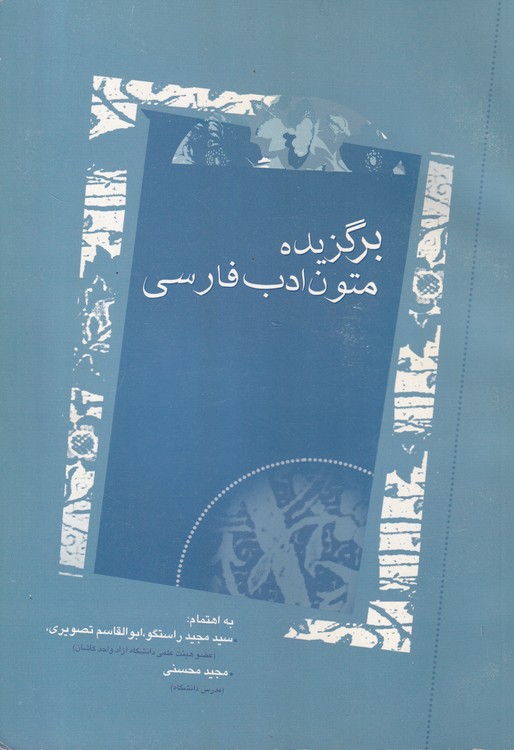 برگزیده
متون ادب فارسی
به اهتمام:
• سید مجید راستگو، ابوالقاسم تصویری،
(عضو هیئت علمی دانشگاه آزاد واحد کاشان)
• مجید محسنی
(مدرس دانشگاه)